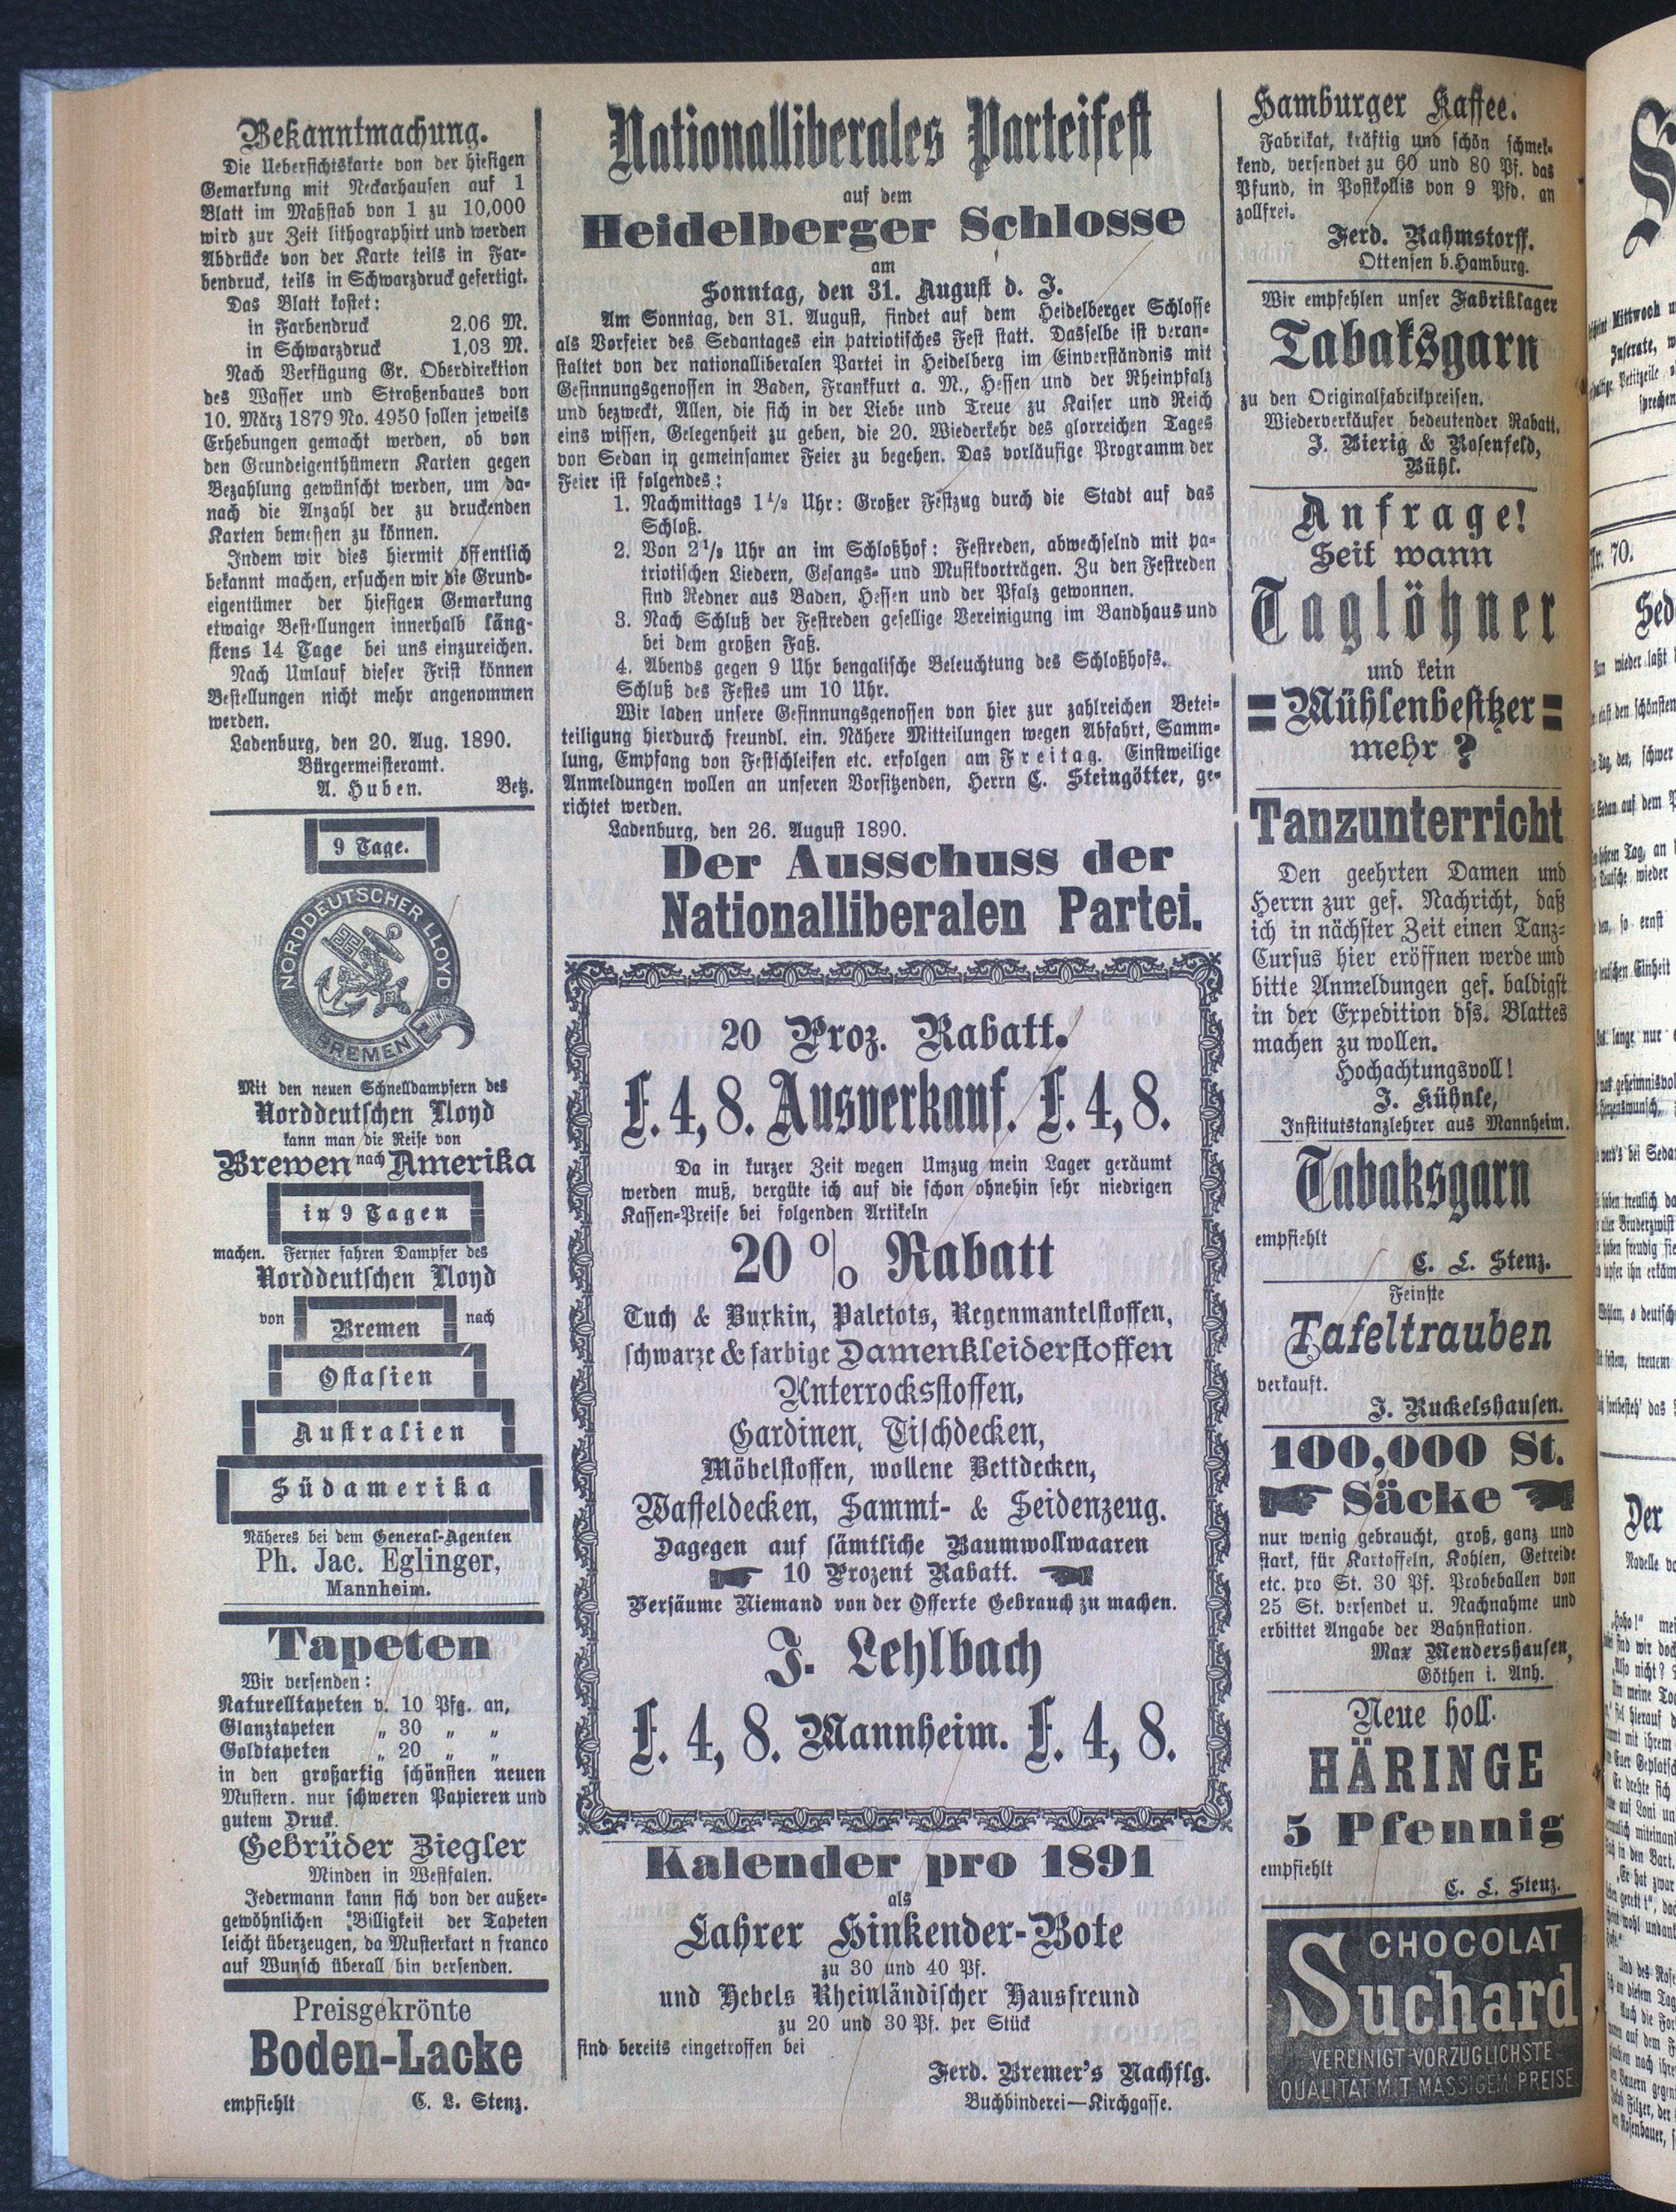 Bekanntmachung.
Die Uebersichtskarte von der hiesigen
Gemarkung mit Neckarhausen auf 1
Blatt im Maßstab von 1 zu 10,000
wird zur Zeit lithographirt und werden
Abdrücke von der Karte teils in Far-
bendruck, teils in Schwarzdruck gefertigt.
Das Blatt kostet:
in Farbendruck 2,06 M.
in Schwarzdruck 1,03 M.
Nach Verfügung Gr. Oberdirektion
des Wasser und Straßenbaues von
10. März 1879 No. 4950 sollen jeweils
Erhebungen gemacht werden, ob von
den Grundeigenthümern Karten gegen
Bezahlung gewünscht werden, um da-
nach die Anzahl der zu druckenden
Karten bemessen zu können.
Indem wir dies hiermit öffentlich
bekannt machen, ersuchen wir die Grund-
eigentümer der hiesigen Gemarkung
etwaige Bestellungen innerhalb läng-
stens 14 Tage bei uns einzureichen.
Nach Umlauf dieser Frist können
Bestellungen nicht mehr angenommen
werden.
Ladenburg, den 20. Aug. 1890.
Bürgermeisteramt.
A. Huben. Betz.
9 Tage.
NORDDEUTSCHER LLOYD
BREMEN
Mit den neuen Schnelldampfern des
Norddeutschen Lloyd
kann man die Reise von
Brewen nach Amerika
in 9 Tagen
machen. Ferner fahren Dampfer des
Norddeutschen Lloyd
von Bremen nach
Ostasien
Australien
Südamerika
Näheres bei dem General-Agenten
Ph. Jac. Eglinger,
Mannheim.
Tapeten
Wir versenden:
Naturelltapeten v. 10 Pfg. an,
Glanztapeten „ 30 „ „
Goldtapeten „ 20 „ „
in den großartig schönsten neuen
Mustern. nur schweren Papieren und
gutem Druck.
Gebrüder Ziegler
Minden in Westfalen.
Jedermann kann sich von der außer-
gewöhnlichen Billigkeit der Tapeten
leicht überzeugen, da Musterkart n franco
auf Wunsch überall hin versenden.
Preisgekrönte
Boden-Lacke
empfiehlt C. L. Stenz.
Nationalliberales Parteifest
auf dem
Heidelberger Schlosse
am
Sonntag, den 31. August d. J.
Am Sonntag, den 31. August, findet auf dem Heidelberger Schlosse
als Vorfeier des Sedantages ein patriotisches Fest statt. Dasselbe ist veran-
staltet von der nationalliberalen Partei in Heidelberg im Einverständnis mit
Gesinnungsgenossen in Baden, Frankfurt a. M., Hessen und der Rheinpfalz
und bezweckt, Allen, die sich in der Liebe und Treue zu Kaiser und Reich
eins wissen, Gelegenheit zu geben, die 20. Wiederkehr des glorreichen Tages
von Sedan in gemeinsamer Feier zu begehen. Das vorläufige Programm der
Feier ist folgendes:
1. Nachmittags 1 1/2 Uhr: Großer Festzug durch die Stadt auf das
Schloß.
2. Von 2 1/2 Uhr an im Schloßhof: Festreden, abwechselnd mit pa-
triotischen Liedern, Gesangs- und Musikvorträgen. Zu den Festreden
sind Redner aus Baden, Hessen und der Pfalz gewonnen.
3. Nach Schluß der Festreden gesellige Vereinigung im Bandhaus und
bei dem großen Faß.
4. Abends gegen 9 Uhr bengalische Beleuchtung des Schloßhofs.
Schluß des Festes um 10 Uhr.
Wir laden unsere Gesinnungsgenossen von hier zur zahlreichen Betei-
teiligung hierdurch freundl. ein. Nähere Mitteilungen wegen Abfahrt, Samm-
lung, Empfang von Festschleifen etc. erfolgen am Freitag. Einstweilige
Anmeldungen wollen an unseren Vorsitzenden, Herrn C. Steingötter, ge-
richtet werden.
Ladenburg, den 26. August 1890.
Der Ausschuss der
Nationalliberalen Partei.
20 Proz. Rabatt.
E. 4, 8. Ausverkauf. E. 4, 8.
Da in kurzer Zeit wegen Umzug mein Lager geräumt
werden muß, vergüte ich auf die schon ohnehin sehr niedrigen
Kassen-Preise bei folgenden Artikeln
20 % Rabatt
Tuch & Buxkin, Paletots, Regenmantelstoffen,
schwarze & farbige Damenkleiderstoffen
Unterrocksstoffen,
Gardinen, Tischdecken,
Möbelstoffen, wollene Bettdecken,
Waffeldecken, Sammt- & Seidenzeug.
Dagegen auf sämtliche Baumwollwaaren
10 Prozent Rabatt.
Versäume Niemand von der Offerte Gebrauch zu machen.
J. Lehlbach
E. 4, 8. Mannheim. E. 4, 8.
Kalender pro 1891
als
Lahrer Hinkender-Bote
zu 30 und 40 Pf.
und Hebels Rheinländischer Hausfreund
zu 20 und 30 Pf. per Stück
sind bereits eingetroffen bei
Ferd. Bremer's Nachflg.
Buchbinderei—Kirchgasse.
Hamburger Kaffee.
Fabrikat, kräftig und schön schmek-
kend, versendet zu 60 und 80 Pf. das
Pfund, in Postkollis von 9 Pfd. an
zollfrei.
Ferd. Rahmstorff.
Ottensen b. Hamburg.
Wir empfehlen unser Fabriklager
Tabaksgarn
zu den Originalfabrikpreisen.
Wiederverkäufer bedeutender Rabatt.
J. Bierig & Rosenfeld,
Bühl.
Anfrage!
Seit wann
Taglöhner
und kein
Mühlenbesitzer
mehr?
Tanzunterricht
Den geehrten Damen und
Herrn zur gef. Nachricht, daß
ich in nächster Zeit einen Tanz-
Cursus hier eröffnen werde und
bitte Anmeldungen gef. baldigst
in der Expedition dss. Blattes
machen zu wollen.
Hochachtungsvoll!
J. Kühnle,
Institutstanzlehrer aus Mannheim.
Tabaksgarn
empfiehlt
C. L. Stenz.
Feinste
Tafeltrauben
verkauft.
J. Ruckelshausen.
100,000 St.
Säcke
nur wenig gebraucht, groß, ganz und
stark, für Kartoffeln, Kohlen, Getreide
etc. pro St. 30 Pf. Probeballen von
25 St. versendet u. Nachnahme und
erbittet Angabe der Bahnstation.
Max Mendershausen,
Göthen i. Anh.
Neue holl.
HÄRINGE
5 Pfennig
empfiehlt
C. L. Stenz.
CHOCOLAT
Suchard
VEREINIGT VORZÜGLICHSTE
QUALITÄT MIT MÄSSIGEM PREISE
Nr. 70.
Der